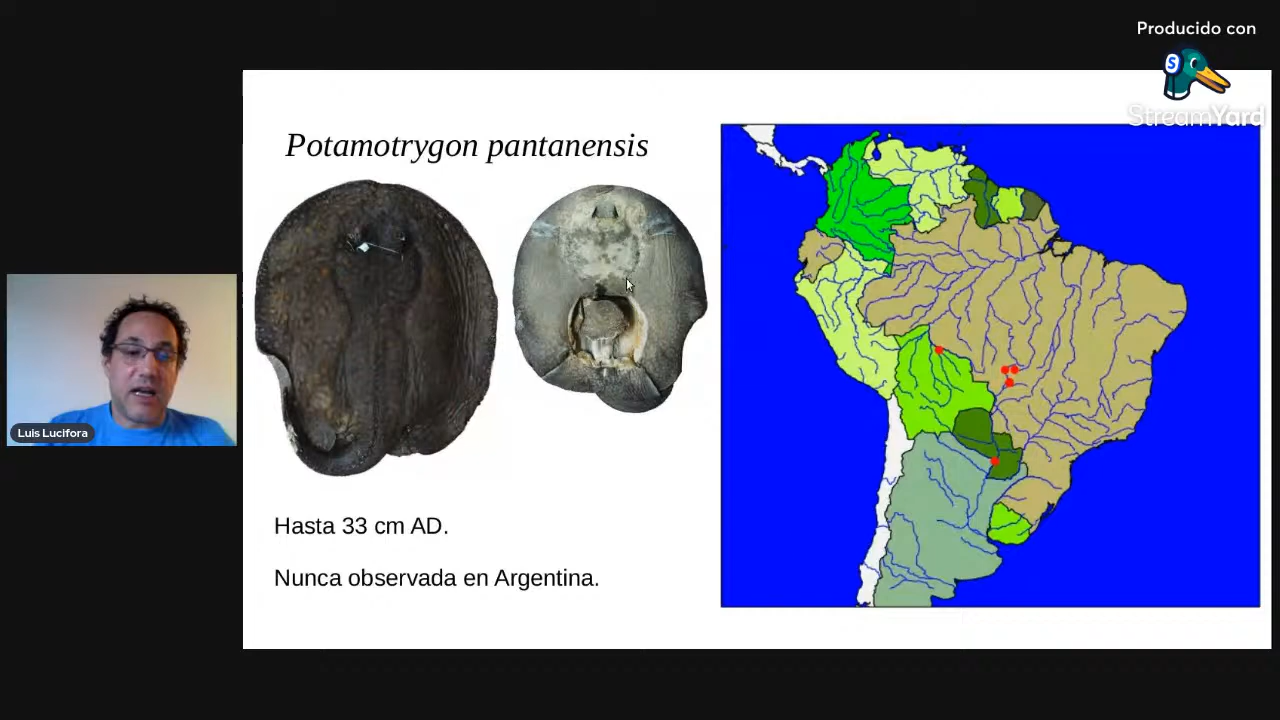 Producido con
S
StreamYard
Potamotrygon pantanensis
Luis Lucifora
Hasta 33 cm AD.
Nunca observada en Argentina.